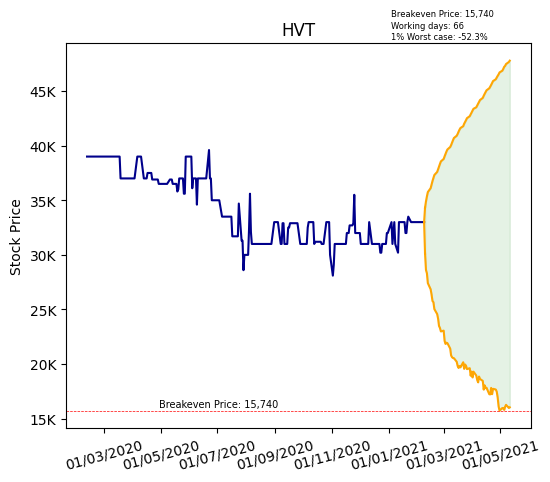 Breakeven Price: 15,740
Working days: 66
1% Worst case: -52.3%
HVT
Stock Price
45K
40K
35K
30K
25K
20K
15K
Breakeven Price: 15,740
01/03/2020 01/05/2020 01/07/2020 01/09/2020 01/11/2020 01/01/2021 01/03/2021 01/05/2021